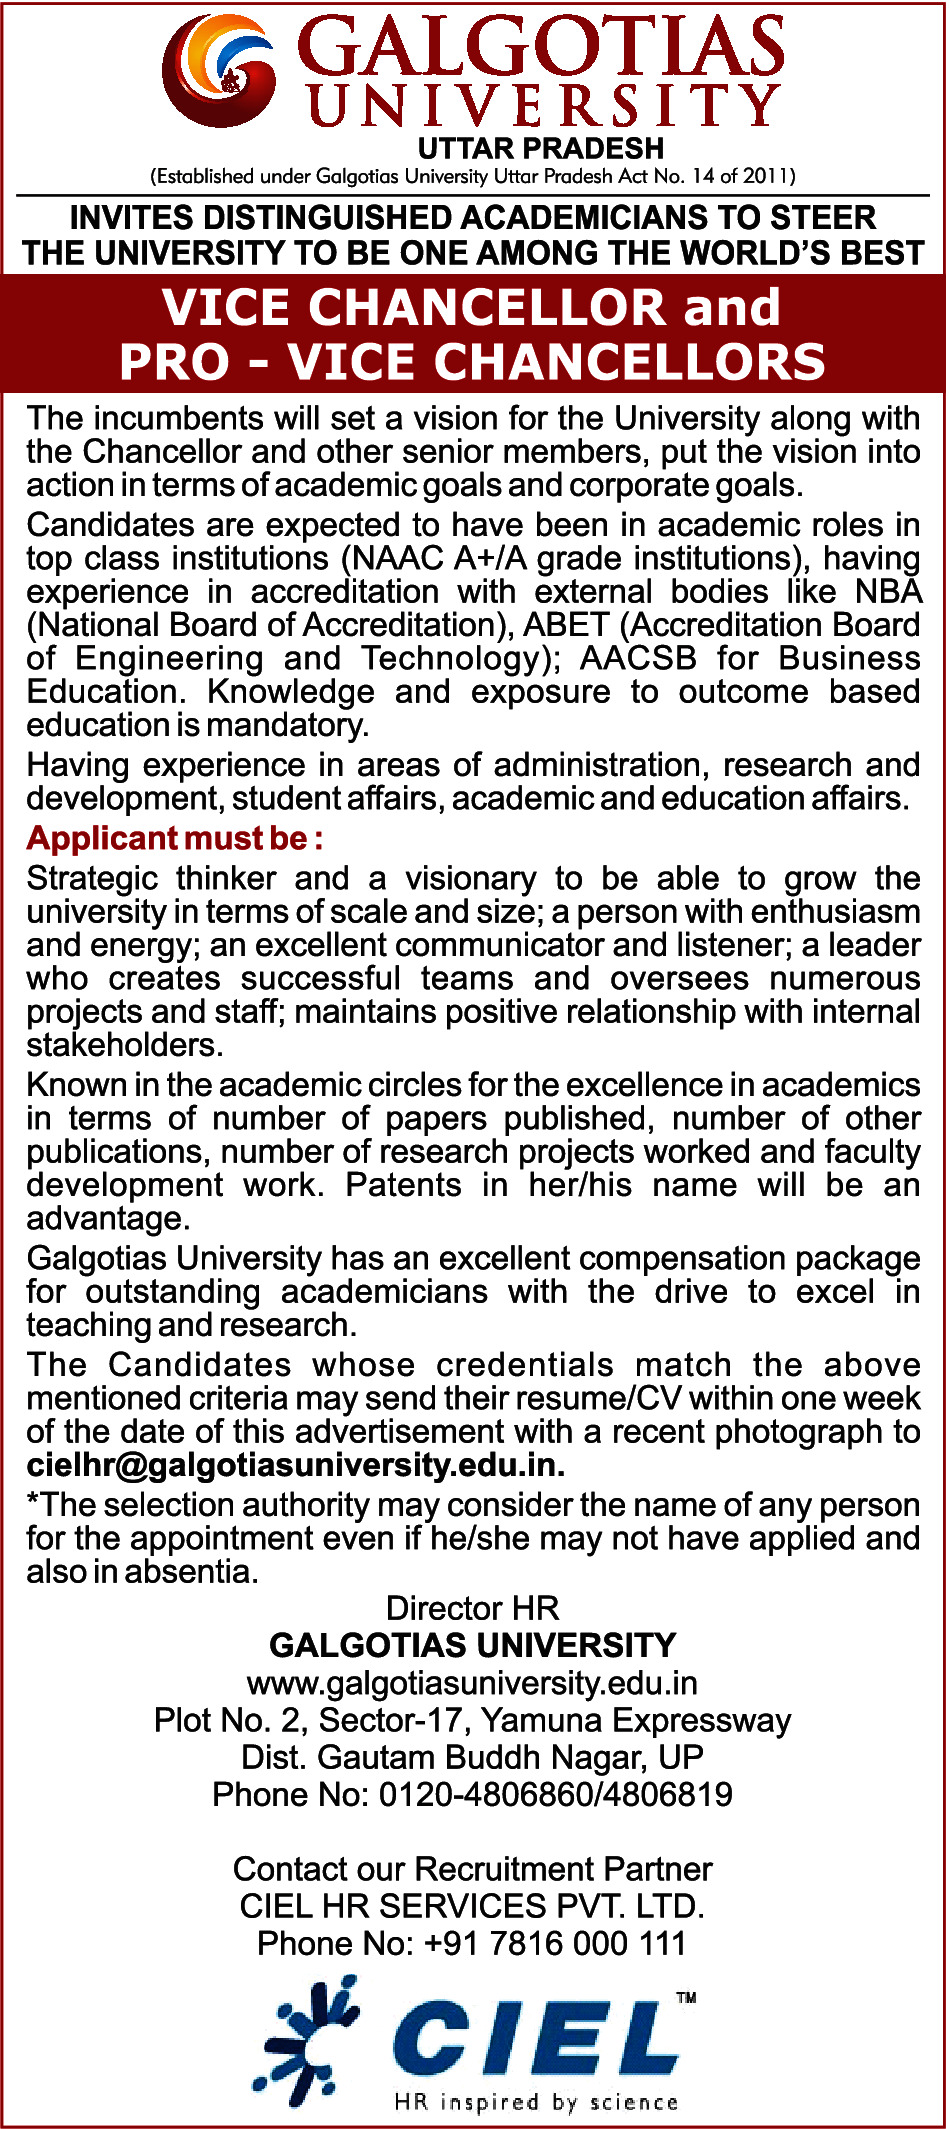 GALGOTIAS
UNIVERSITY
UTTAR PRADESH
(Established under Galgotias University Uttar Pradesh Act No. 14 of 2011)
INVITES DISTINGUISHED ACADEMICIANS TO STEER
THE UNIVERSITY TO BE ONE AMONG THE WORLD'S BEST
VICE CHANCELLOR and
PRO - VICE CHANCELLORS
The incumbents will set a vision for the University along with
the Chancellor and other senior members, put the vision into
action in terms of academic goals and corporate goals.
Candidates are expected to have been in academic roles in
top class institutions (NAAC A+/A grade institutions), having
experience in accreditation with external bodies like NBA
(National Board of Accreditation), ABET (Accreditation Board
of Engineering and Technology); AACSB for Business
Education. Knowledge and exposure to outcome based
education is mandatory.
Having experience in areas of administration, research and
development, student affairs, academic and education affairs.
Applicant must be :
Strategic thinker and a visionary to be able to grow the
university in terms of scale and size; a person with enthusiasm
and energy; an excellent communicator and listener; a leader
who creates successful teams and oversees numerous
projects and staff; maintains positive relationship with internal
stakeholders.
Known in the academic circles for the excellence in academics
in terms of number of papers published, number of other
publications, number of research projects worked and faculty
development work. Patents in her/his name will be an
advantage.
Galgotias University has an excellent compensation package
for outstanding academicians with the drive to excel in
teaching and research.
The Candidates whose credentials match the above
mentioned criteria may send their resume/CV within one week
of the date of this advertisement with a recent photograph to
cielhr@galgotiasuniversity.edu.in.
*The selection authority may consider the name of any person
for the appointment even if he/she may not have applied and
also in absentia.
Director HR
GALGOTIAS UNIVERSITY
www.galgotiasuniversity.edu.in
Plot No. 2, Sector-17, Yamuna Expressway
Dist. Gautam Buddh Nagar, UP
Phone No: 0120-4806860/4806819
Contact our Recruitment Partner
CIEL HR SERVICES PVT. LTD.
Phone No: +91 7816 000 111
CIEL™
HR inspired by science